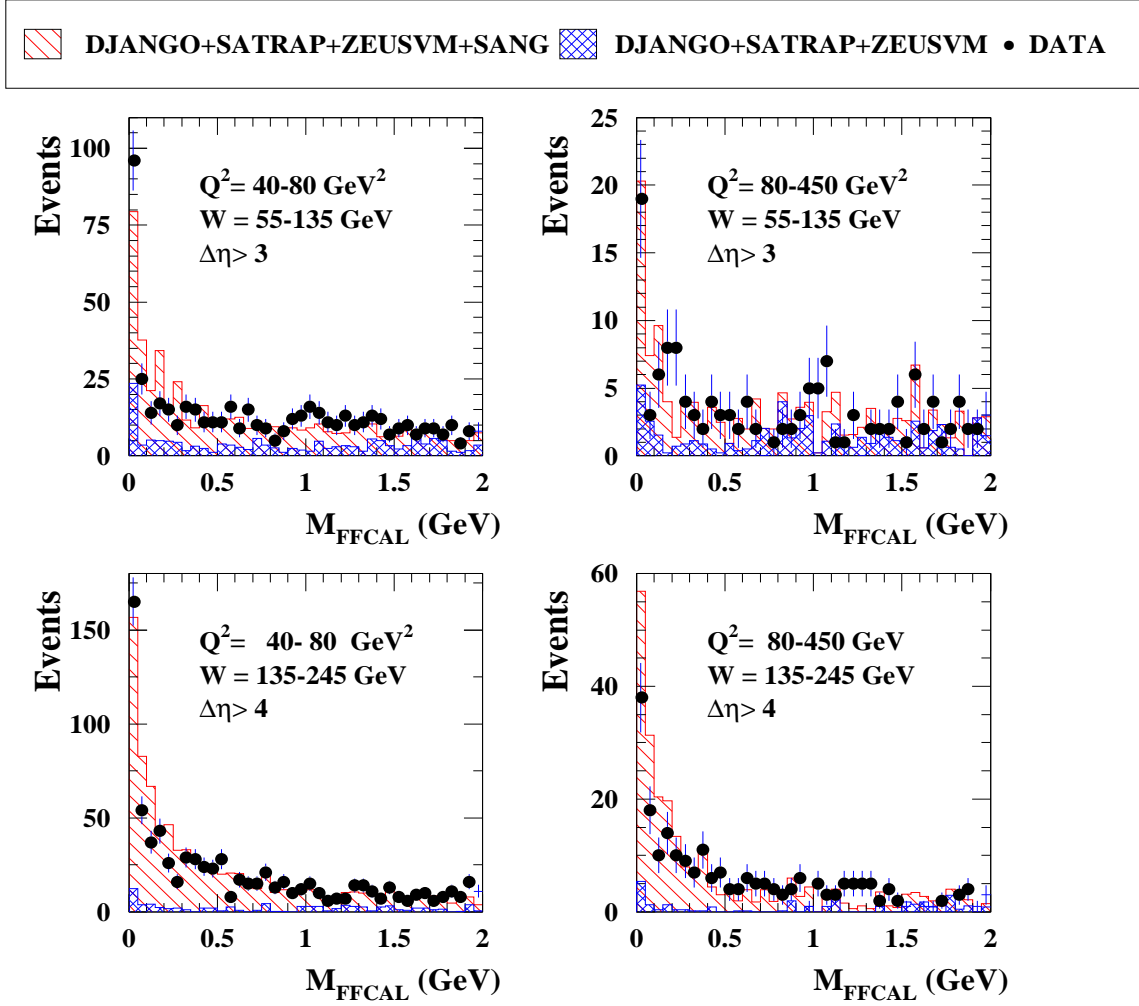 DJANGO+SATRAP+ZEUSVM+SANG DJANGO+SATRAP+ZEUSVM DATA
Events
100
75
50
25
0
Q²= 40-80 GeV²
W = 55-135 GeV
Δη> 3
0 0.5 1 1.5 2
M_FFCAL (GeV)
Events
25
20
15
10
5
0
Q²= 80-450 GeV²
W = 55-135 GeV
Δη> 3
0 0.5 1 1.5 2
M_FFCAL (GeV)
Events
150
100
50
0
Q²= 40- 80 GeV²
W = 135-245 GeV
Δη> 4
0 0.5 1 1.5 2
M_FFCAL (GeV)
Events
60
40
20
0
Q²= 80-450 GeV
W = 135-245 GeV
Δη> 4
0 0.5 1 1.5 2
M_FFCAL (GeV)